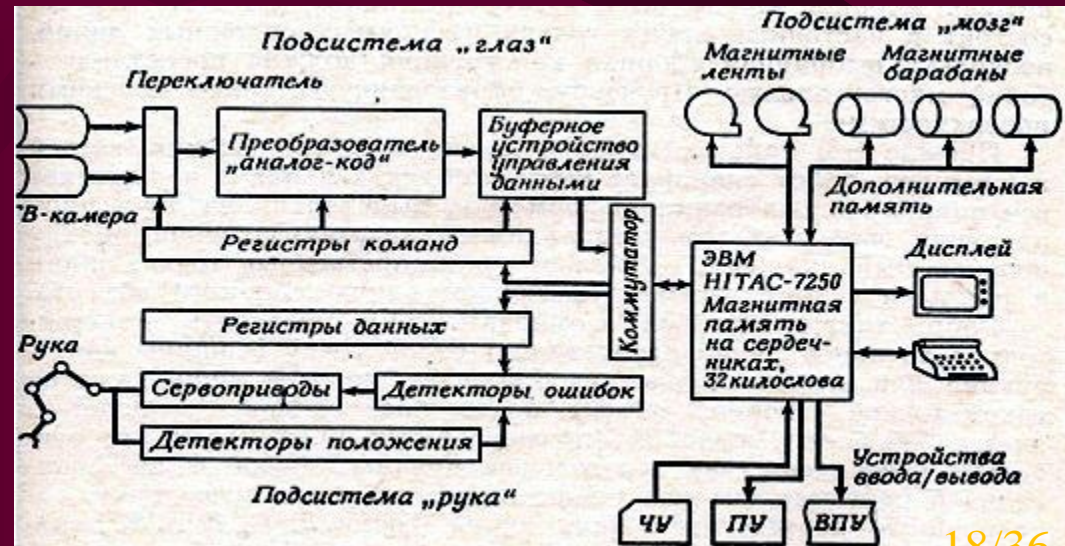 Подсистема „глаз“
Переключатель
Преобразователь
„аналог-код“
Буферное
устройство
управления
данными
ТВ-камера
Регистры команд
Регистры данных
Коммутатор
Рука
Сервоприводы
Детекторы ошибок
Детекторы положения
Подсистема „рука“
Подсистема „мозг“
Магнитные
ленты
Магнитные
барабаны
Дополнительная
память
ЭВМ
HITAC-7250
Магнитная
память
на сердеч-
никах,
32 килослова
Дисплей
Устройства
ввода/вывода
ЧУ
ПУ
ВПУ
18/36